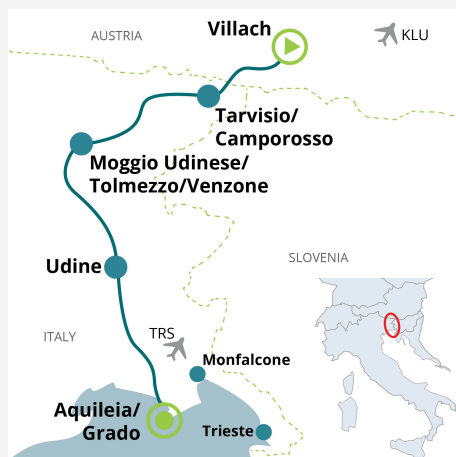 Villach
AUSTRIA
KLU
Tarvisio/
Camporosso
Moggio Udinese/
Tolmezzo/Venzone
SLOVENIA
Udine
ITALY
TRS
Monfalcone
Aquileia/
Grado
Trieste